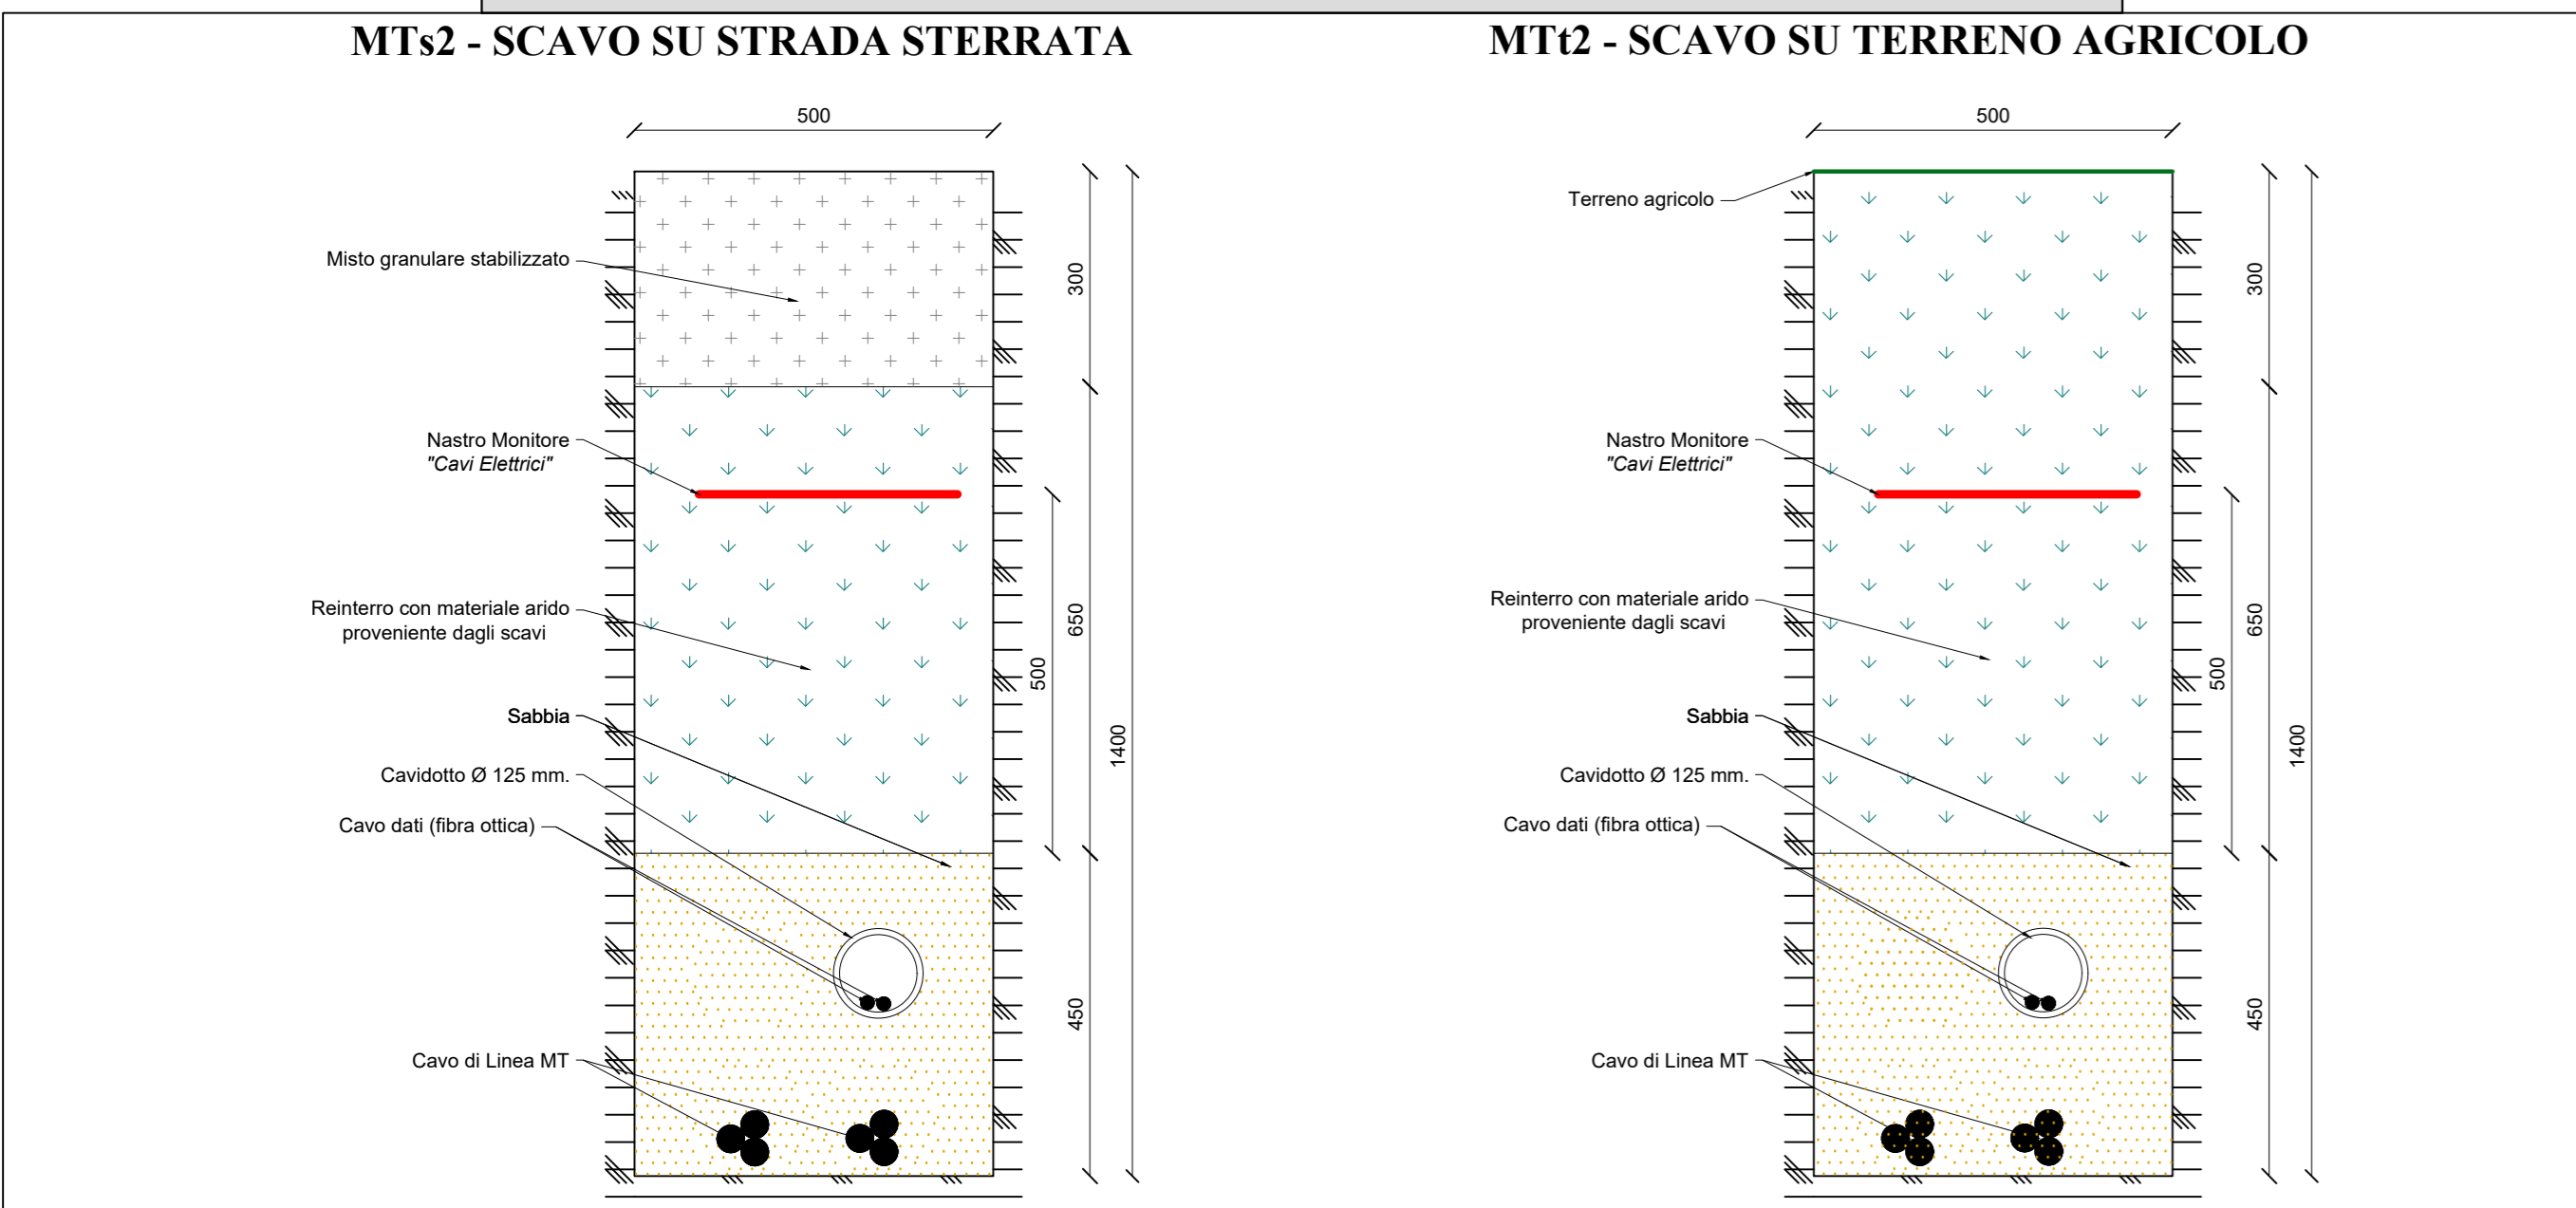 MTs2 - SCAVO SU STRADA STERRATA
500
Misto granulare stabilizzato
300
Nastro Monitore
"Cavi Elettrici"
Reinterro con materiale arido
proveniente dagli scavi
650
500
Sabbia
1400
Cavidotto Ø 125 mm.
Cavo dati (fibra ottica)
450
Cavo di Linea MT
MTt2 - SCAVO SU TERRENO AGRICOLO
500
Terreno agricolo
300
Nastro Monitore
"Cavi Elettrici"
Reinterro con materiale arido
proveniente dagli scavi
650
500
Sabbia
1400
Cavidotto Ø 125 mm.
Cavo dati (fibra ottica)
450
Cavo di Linea MT